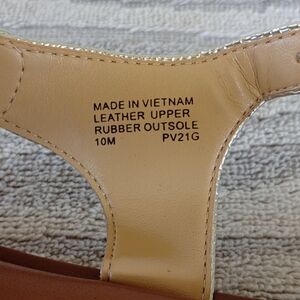 MADE IN VIETNAM
LEATHER UPPER
RUBBER OUTSOLE
10M PV21G